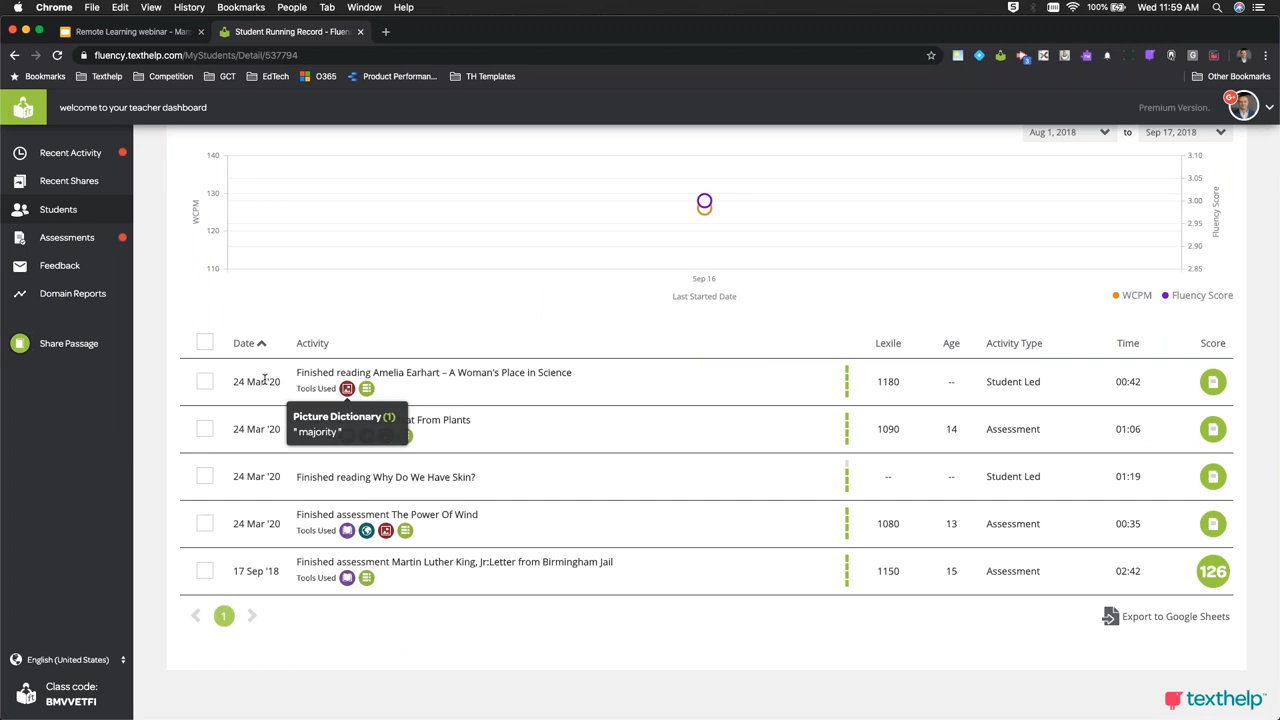 Chrome File Edit View History Bookmarks People Tab Window Help 100% Wed 11:59 AM
Remote Learning webinar - Mar Student Running Record - Fluen
fluency.texthelp.com/MyStudents/Detail/537794
Bookmarks Texthelp Competition GCT EdTech O365 Product Performan... TH Templates Other Bookmarks
welcome to your teacher dashboard Premium Version.
Recent Activity
Recent Shares
Students
Assessments
Feedback
Domain Reports
Share Passage
English (United States)
Class code:
BMVVETFI
Aug 1, 2018 to Sep 17, 2018
140 3.10
3.05
130 3.00
WCPM Fluency Score
120 2.95
2.90
110 2.85
Sep 16
Last Started Date
WCPM Fluency Score
Date Activity Lexile Age Activity Type Time Score
24 Mar '20 Finished reading Amelia Earhart – A Woman's Place in Science 1180 -- Student Led 00:42
Tools Used
Picture Dictionary (1)
" majority "
24 Mar '20 at From Plants 1090 14 Assessment 01:06
24 Mar '20 Finished reading Why Do We Have Skin? -- -- Student Led 01:19
24 Mar '20 Finished assessment The Power Of Wind 1080 13 Assessment 00:35
Tools Used
17 Sep '18 Finished assessment Martin Luther King, Jr:Letter from Birmingham Jail 1150 15 Assessment 02:42 126
Tools Used
1
Export to Google Sheets
texthelp